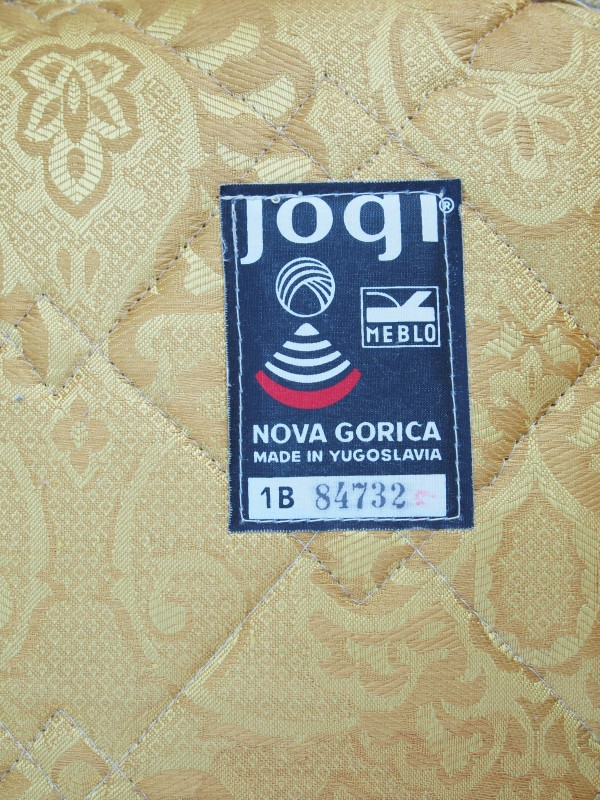 jogi®
MEBLO
NOVA GORICA
MADE IN YUGOSLAVIA
1B 84732